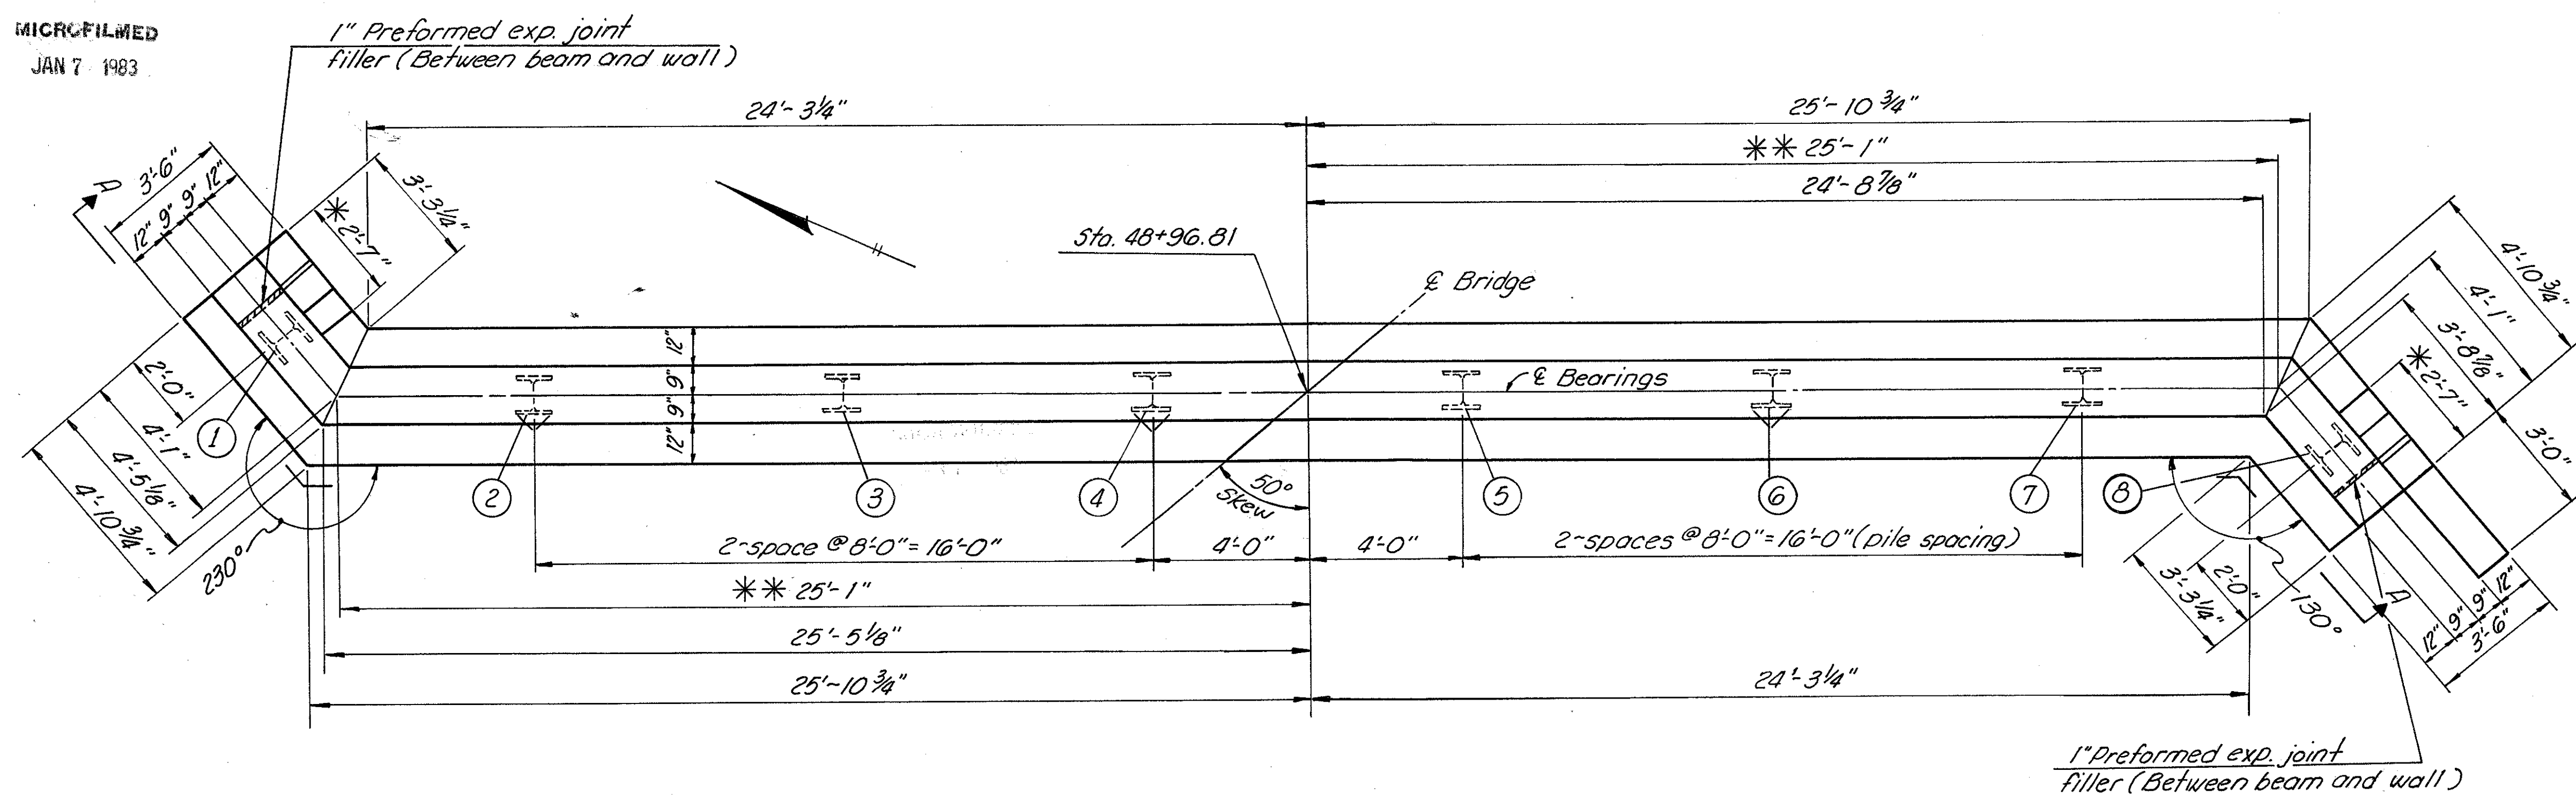 MICROFILMED
JAN 7 1983
1" Preformed exp. joint
filler (Between beam and wall)
24'-3¼"
25'-10 ¾"
✳✳ 25'-1"
24'-8⅞"
A
3'-6"
12" 9" 9" 12"
✳ 2'-7"
3'-3¼"
Sta. 48+96.81
℄ Bridge
℄ Bearings
12"
9"
9"
12"
4'-10¾"
4'-1"
3'-8⅞"
✳ 2'-7"
3'-0"
2'-0"
4'-1"
4'-5⅛"
4'-10¾"
230°
1
2
3
4
5
6
7
8
50°
Skew
2-space @ 8'-0" = 16'-0"
4'-0"
4'-0"
2-spaces @ 8'-0" = 16'-0" (pile spacing)
✳✳ 25'-1"
25'-5⅛"
25'-10¾"
24'-3¼"
2'-0"
3'-3¼"
130°
A
12" 9" 9" 12"
3'-6"
1" Preformed exp. joint
filler (Between beam and wall)